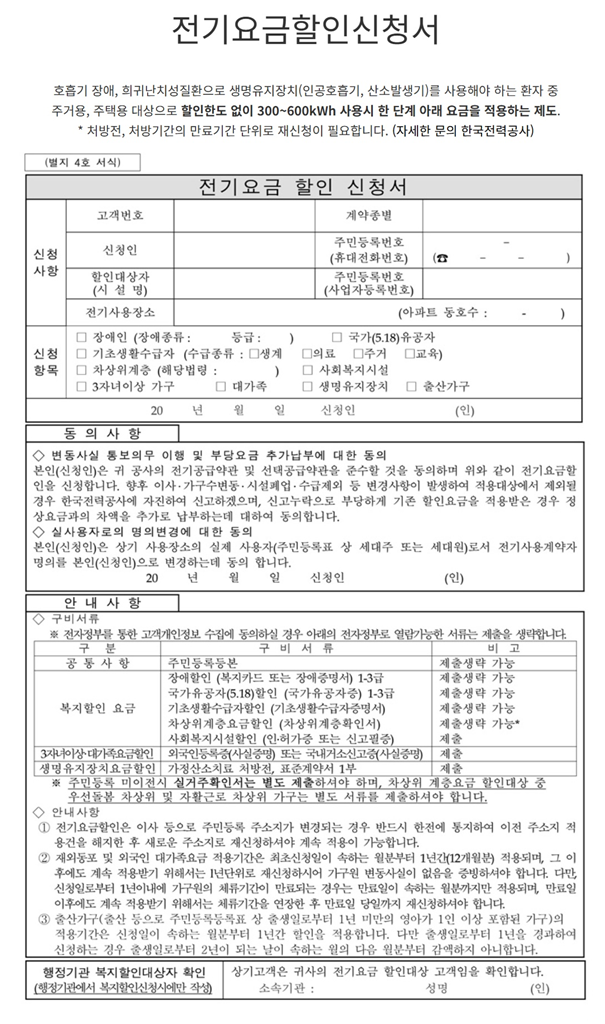 전기요금할인신청서
호흡기 장애, 희귀난치성질환으로 생명유지장치(인공호흡기, 산소발생기)를 사용해야 하는 환자 중
주거용, 주택용 대상으로 할인한도 없이 300~600kWh 사용시 한 단계 아래 요금을 적용하는 제도.
* 처방전, 처방기간의 만료기간 단위로 재신청이 필요합니다. (자세한 문의 한국전력공사)
(별지 4호 서식)
전기요금 할인 신청서
신청 사항
고객번호 계약종별
신청인 주민등록번호 (휴대전화번호) - (☎ - - )
할인대상자 (시 설 명) 주민등록번호 (사업자등록번호)
전기사용장소 (아파트 동호수 : - )
신청 항목
□ 장애인 (장애종류 : 등급 : ) □ 국가(5.18)유공자
□ 기초생활수급자 (수급종류 : □생계 □의료 □주거 □교육)
□ 차상위계층 (해당법령 : ) □ 사회복지시설
□ 3자녀이상 가구 □ 대가족 □ 생명유지장치 □ 출산가구
20 년 월 일 신청인 (인)
동 의 사 항
◇ 변동사실 통보의무 이행 및 부당요금 추가납부에 대한 동의
본인(신청인)은 귀 공사의 전기공급약관 및 선택공급약관을 준수할 것을 동의하며 위와 같이 전기요금할
인을 신청합니다. 향후 이사·가구수변동·시설폐업·수급제외 등 변경사항이 발생하여 적용대상에서 제외될
경우 한국전력공사에 자진하여 신고하겠으며, 신고누락으로 부당하게 기존 할인요금을 적용받은 경우 정
상요금과의 차액을 추가로 납부하는데 대하여 동의합니다.
◇ 실사용자로의 명의변경에 대한 동의
본인(신청인)은 상기 사용장소의 실제 사용자(주민등록표 상 세대주 또는 세대원)로서 전기사용계약자
명의를 본인(신청인)으로 변경하는데 동의 합니다.
20 년 월 일 신청인 (인)
안 내 사 항
◇ 구비서류
※ 전자정부를 통한 고객개인정보 수집에 동의하실 경우 아래의 전자정부로 열람가능한 서류는 제출을 생략합니다.
구 분 구 비 서 류 비 고
공 통 사 항 주민등록등본 제출생략 가능
복지할인 요금
장애할인 (복지카드 또는 장애증명서) 1-3급 제출생략 가능
국가유공자(5.18)할인 (국가유공자증) 1-3급 제출생략 가능
기초생활수급자할인 (기초생활수급자증명서) 제출생략 가능
차상위계층요금할인 (차상위계층확인서) 제출생략 가능*
사회복지시설할인 (인·허가증 또는 신고필증) 제출
3자녀이상·대가족요금할인 외국인등록증(사실증명) 또는 국내거소신고증(사실증명) 제출
생명유지장치요금할인 가정산소치료 처방전, 표준계약서 1부 제출
※ 주민등록 미이전시 실거주확인서는 별도 제출하셔야 하며, 차상위 계층요금 할인대상 중
우선돌봄 차상위 및 자활근로 차상위 가구는 별도 서류를 제출하셔야 합니다.
◇ 안내사항
① 전기요금할인은 이사 등으로 주민등록 주소지가 변경되는 경우 반드시 한전에 통지하여 이전 주소지 적
용건을 해지한 후 새로운 주소지로 재신청하셔야 계속 적용이 가능합니다.
② 재외동포 및 외국인 대가족요금 적용기간은 최초신청일이 속하는 월분부터 1년간(12개월분) 적용되며, 그 이
후에도 계속 적용받기 위해서는 1년단위로 재신청하시어 가구원 변동사실이 없음을 증빙하셔야 합니다. 다만,
신청일로부터 1년이내에 가구원의 체류기간이 만료되는 경우는 만료일이 속하는 월분까지만 적용되며, 만료일
이후에도 계속 적용받기 위해서는 체류기간을 연장한 후 만료일 당일까지 재신청하셔야 합니다.
③ 출산가구(출산 등으로 주민등록등록표 상 출생일로부터 1년 미만의 영아가 1인 이상 포함된 가구)의
적용기간은 신청일이 속하는 월분부터 1년간 할인을 적용합니다. 다만 출생일로부터 1년을 경과하여
신청하는 경우 출생일로부터 2년이 되는 날이 속하는 월의 다음 월분부터 감액하지 아니합니다.
행정기관 복지할인대상자 확인 상기고객은 귀사의 전기요금 할인대상 고객임을 확인합니다.
(행정기관에서 복지할인신청시에만 작성) 소속기관 : 성명 (인)